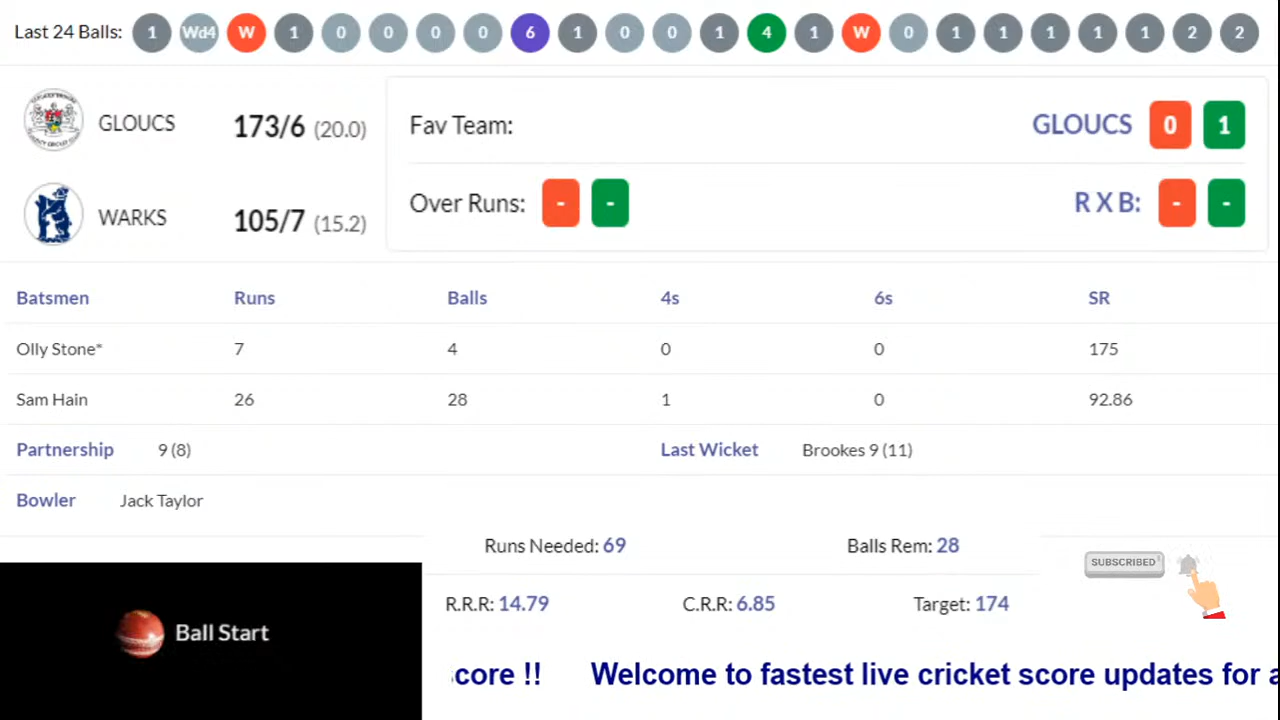 Last 24 Balls: 1 Wd4 W 1 0 0 0 0 6 1 0 0 1 4 1 W 0 1 1 1 1 1 2 2
GLOUCS 173/6 (20.0)
WARKS 105/7 (15.2)
Fav Team: GLOUCS 0 1
Over Runs: - - R X B: - -
Batsmen Runs Balls 4s 6s SR
Olly Stone* 7 4 0 0 175
Sam Hain 26 28 1 0 92.86
Partnership 9 (8) Last Wicket Brookes 9 (11)
Bowler Jack Taylor
Runs Needed: 69 Balls Rem: 28
SUBSCRIBED
R.R.R: 14.79 C.R.R: 6.85 Target: 174
Ball Start
core !! Welcome to fastest live cricket score updates for a